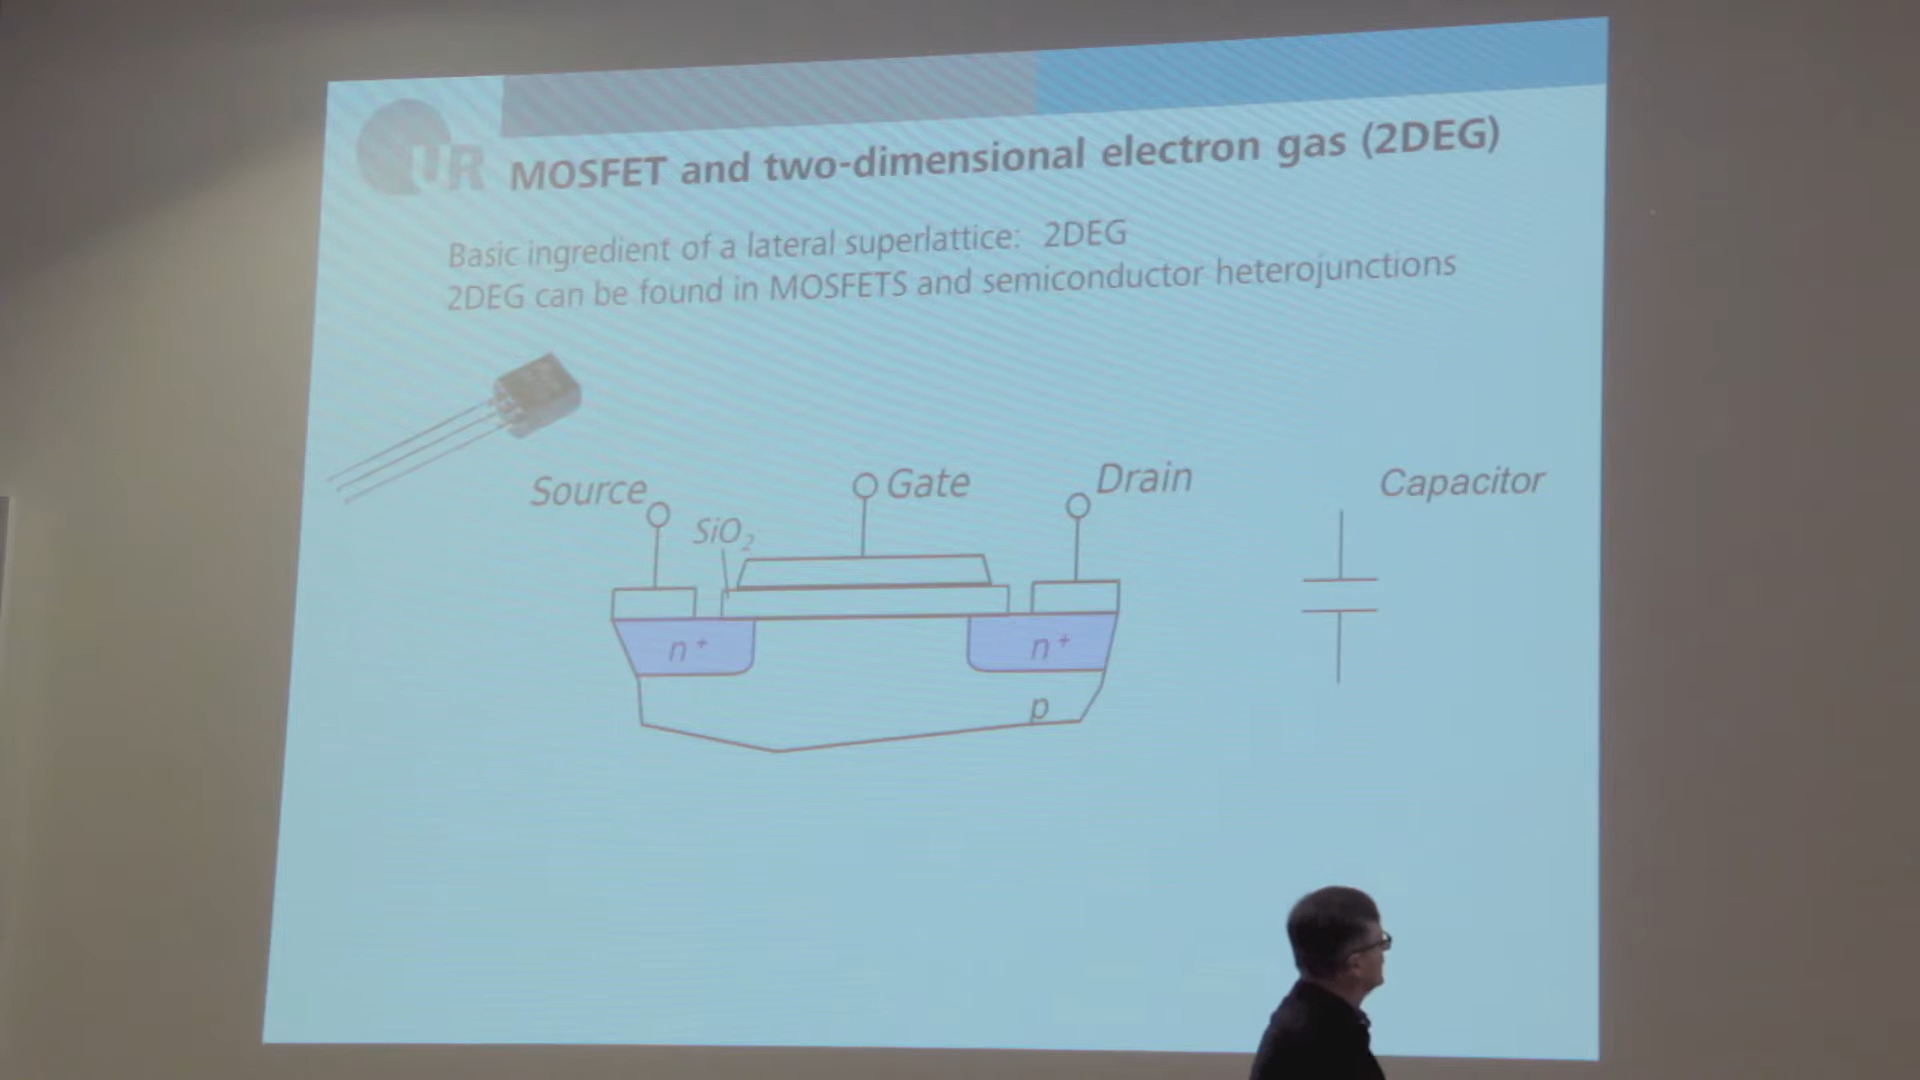 UR
MOSFET and two-dimensional electron gas (2DEG)
Basic ingredient of a lateral superlattice: 2DEG
2DEG can be found in MOSFETS and semiconductor heterojunctions
Source
Gate
Drain
Capacitor
SiO₂
n⁺
n⁺
p